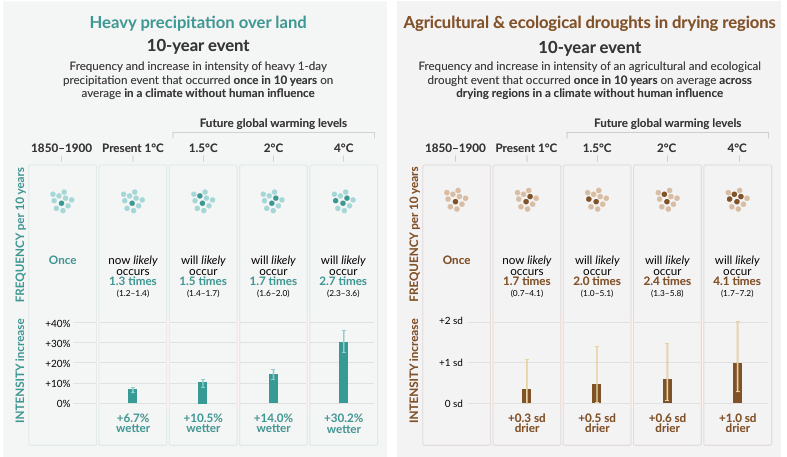 Heavy precipitation over land
10-year event
Frequency and increase in intensity of heavy 1-day
precipitation event that occurred once in 10 years on
average in a climate without human influence
Future global warming levels
1850–1900 Present 1°C 1.5°C 2°C 4°C
FREQUENCY per 10 years
Once
now likely
occurs
1.3 times
(1.2–1.4)
will likely
occur
1.5 times
(1.4–1.7)
will likely
occur
1.7 times
(1.6–2.0)
will likely
occur
2.7 times
(2.3–3.6)
INTENSITY increase
+40%
+30%
+20%
+10%
0%
+6.7%
wetter
+10.5%
wetter
+14.0%
wetter
+30.2%
wetter
Agricultural & ecological droughts in drying regions
10-year event
Frequency and increase in intensity of an agricultural and ecological
drought event that occurred once in 10 years on average across
drying regions in a climate without human influence
Future global warming levels
1850–1900 Present 1°C 1.5°C 2°C 4°C
FREQUENCY per 10 years
Once
now likely
occurs
1.7 times
(0.7–4.1)
will likely
occur
2.0 times
(1.0–5.1)
will likely
occur
2.4 times
(1.3–5.8)
will likely
occur
4.1 times
(1.7–7.2)
INTENSITY increase
+2 sd
+1 sd
0 sd
+0.3 sd
drier
+0.5 sd
drier
+0.6 sd
drier
+1.0 sd
drier